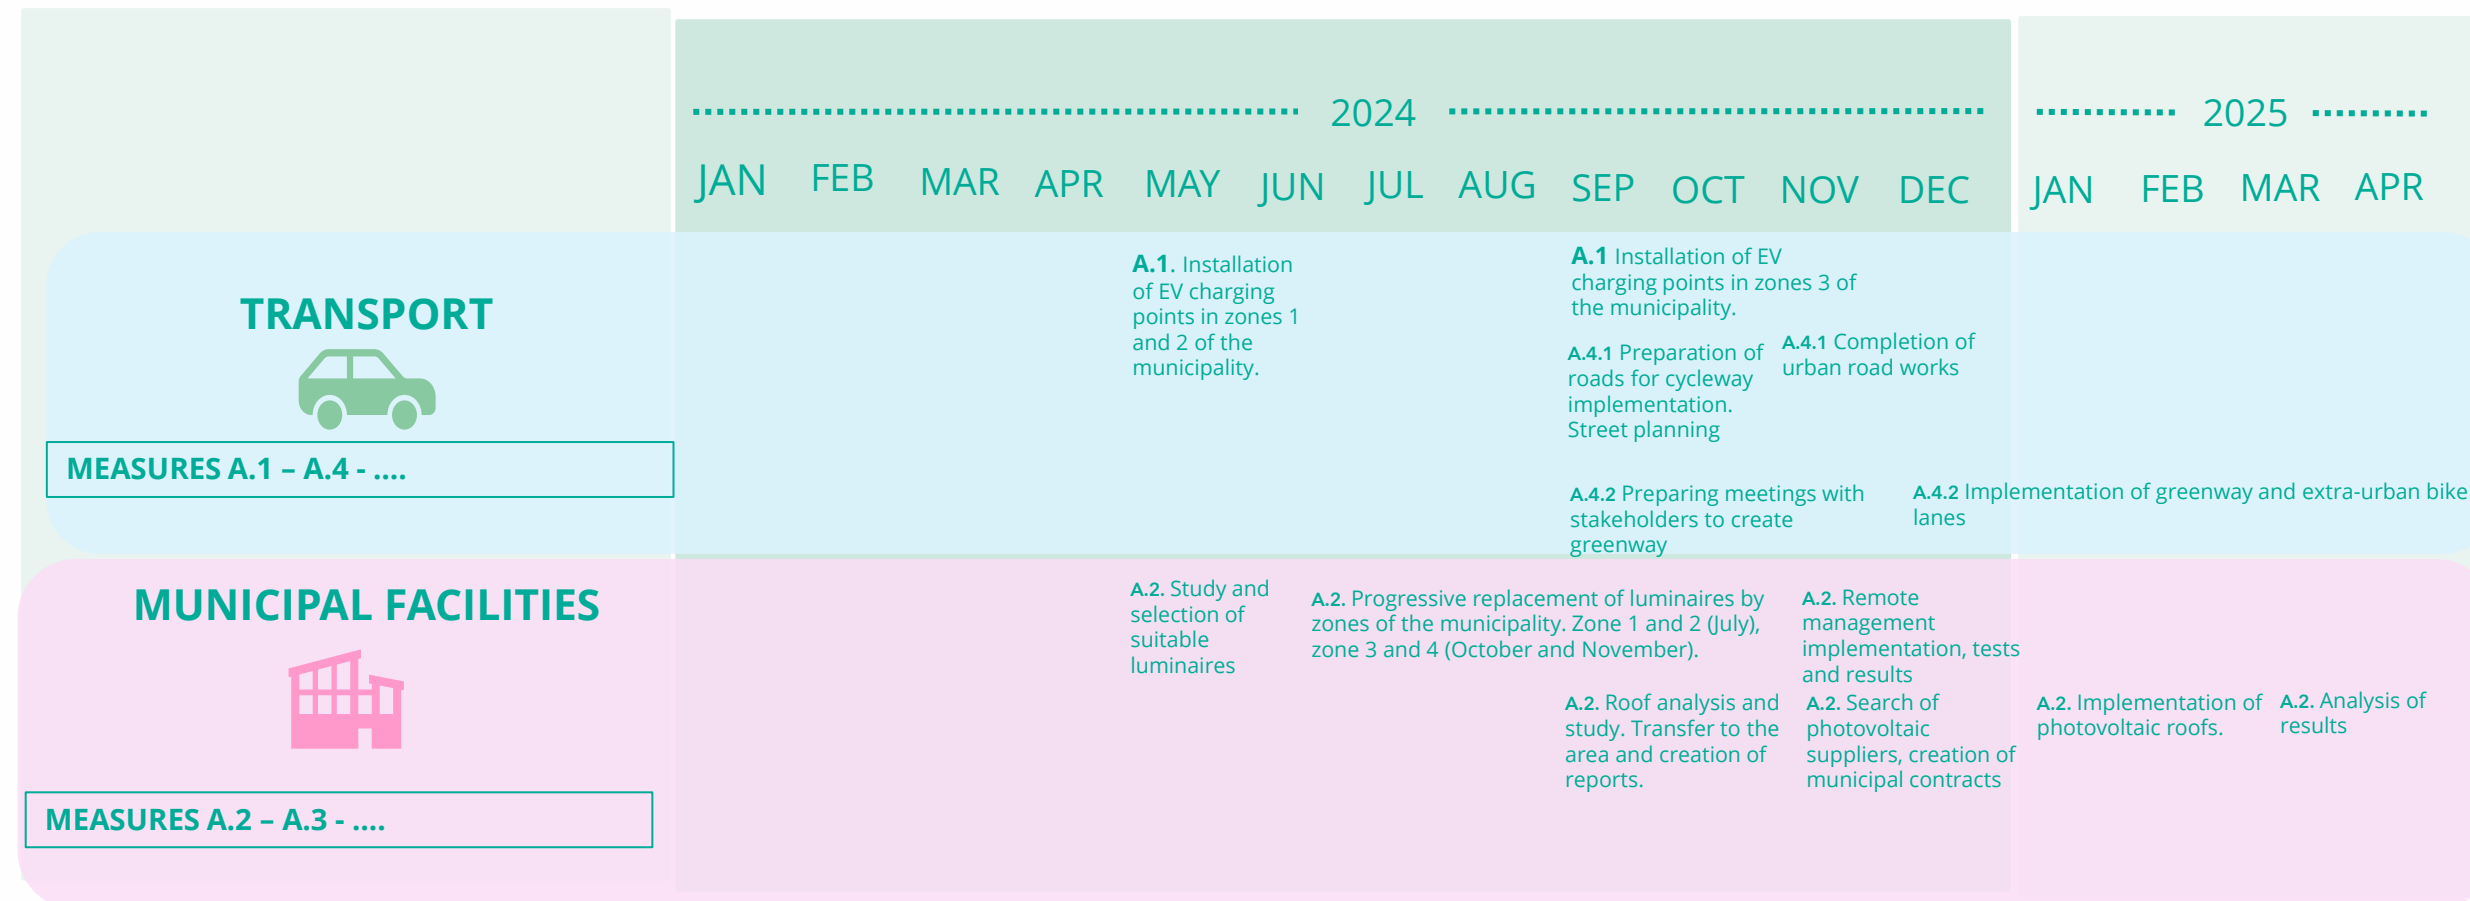 2024
2025
JAN FEB MAR APR MAY JUN JUL AUG SEP OCT NOV DEC JAN FEB MAR APR
TRANSPORT
MEASURES A.1 – A.4 - ....
A.1. Installation
of EV charging
points in zones 1
and 2 of the
municipality.
A.1 Installation of EV
charging points in zones 3 of
the municipality.
A.4.1 Preparation of
roads for cycleway
implementation.
Street planning
A.4.1 Completion of
urban road works
A.4.2 Preparing meetings with
stakeholders to create
greenway
A.4.2 Implementation of greenway and extra-urban bike
lanes
MUNICIPAL FACILITIES
MEASURES A.2 – A.3 - ....
A.2. Study and
selection of
suitable
luminaires
A.2. Progressive replacement of luminaires by
zones of the municipality. Zone 1 and 2 (July),
zone 3 and 4 (October and November).
A.2. Remote
management
implementation, tests
and results
A.2. Roof analysis and
study. Transfer to the
area and creation of
reports.
A.2. Search of
photovoltaic
suppliers, creation of
municipal contracts
A.2. Implementation of
photovoltaic roofs.
A.2. Analysis of
results